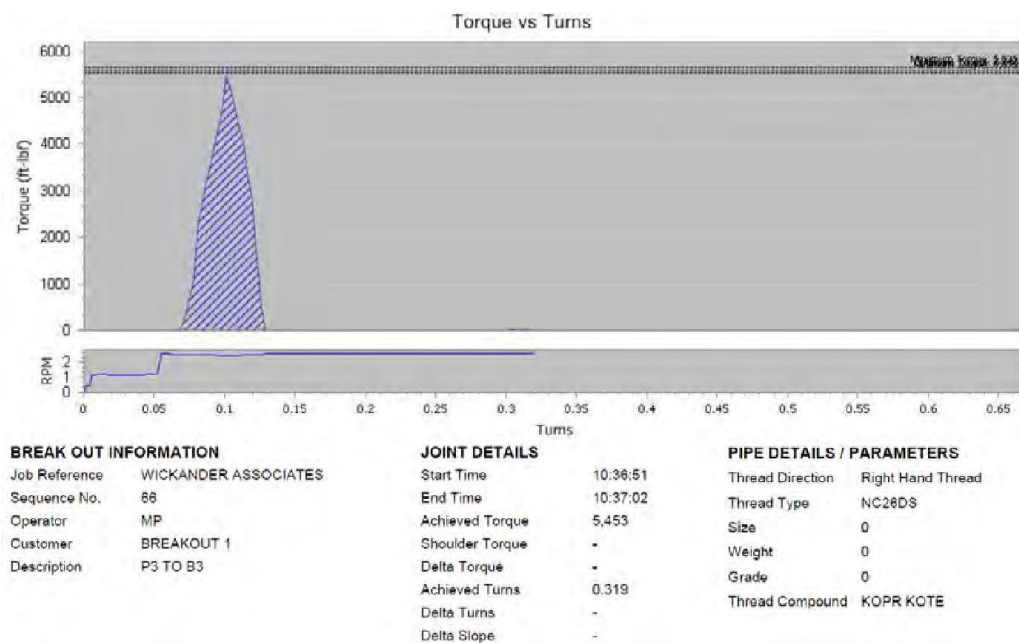 Torque vs Turns
6000
5000
4000
3000
2000
1000
0
Torque (ft-lbf)
Maximum Torque:
2
1
0
RPM
0 0.05 0.1 0.15 0.2 0.25 0.3 0.35 0.4 0.45 0.5 0.55 0.6 0.65
Turns
BREAK OUT INFORMATION
Job Reference WICKANDER ASSOCIATES
Sequence No. 66
Operator MP
Customer BREAKOUT 1
Description P3 TO B3
JOINT DETAILS
Start Time 10:36:51
End Time 10:37:02
Achieved Torque 5,453
Shoulder Torque -
Delta Torque -
Achieved Turns 0.319
Delta Turns -
Delta Slope -
PIPE DETAILS / PARAMETERS
Thread Direction Right Hand Thread
Thread Type NC26DS
Size 0
Weight 0
Grade 0
Thread Compound KOPR KOTE